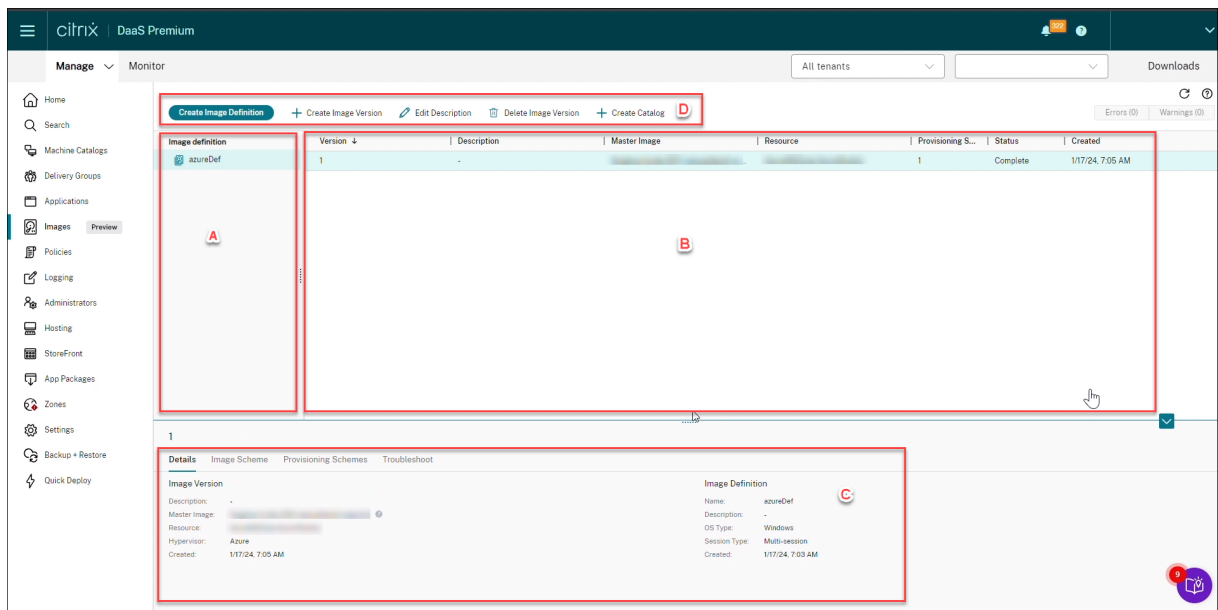 citrix | DaaS Premium
322
Manage
Monitor
All tenants
Downloads
Home
Search
Machine Catalogs
Delivery Groups
Applications
Images Preview
Policies
Logging
Administrators
Hosting
StoreFront
App Packages
Zones
Settings
Backup + Restore
Quick Deploy
Create Image Definition
+ Create Image Version
Edit Description
Delete Image Version
+ Create Catalog
D
Errors (0)
Warnings (0)
Image definition
azureDef
A
Version ↓ | Description | Master Image | Resource | Provisioning S... | Status | Created
1 - 1 Complete 1/17/24, 7:05 AM
B
1
Details Image Scheme Provisioning Schemes Troubleshoot
Image Version
Description: -
Master Image:
Resource:
Hypervisor: Azure
Created: 1/17/24, 7:05 AM
Image Definition
Name: azureDef
Description: -
OS Type: Windows
Session Type: Multi-session
Created: 1/17/24, 7:03 AM
C
9